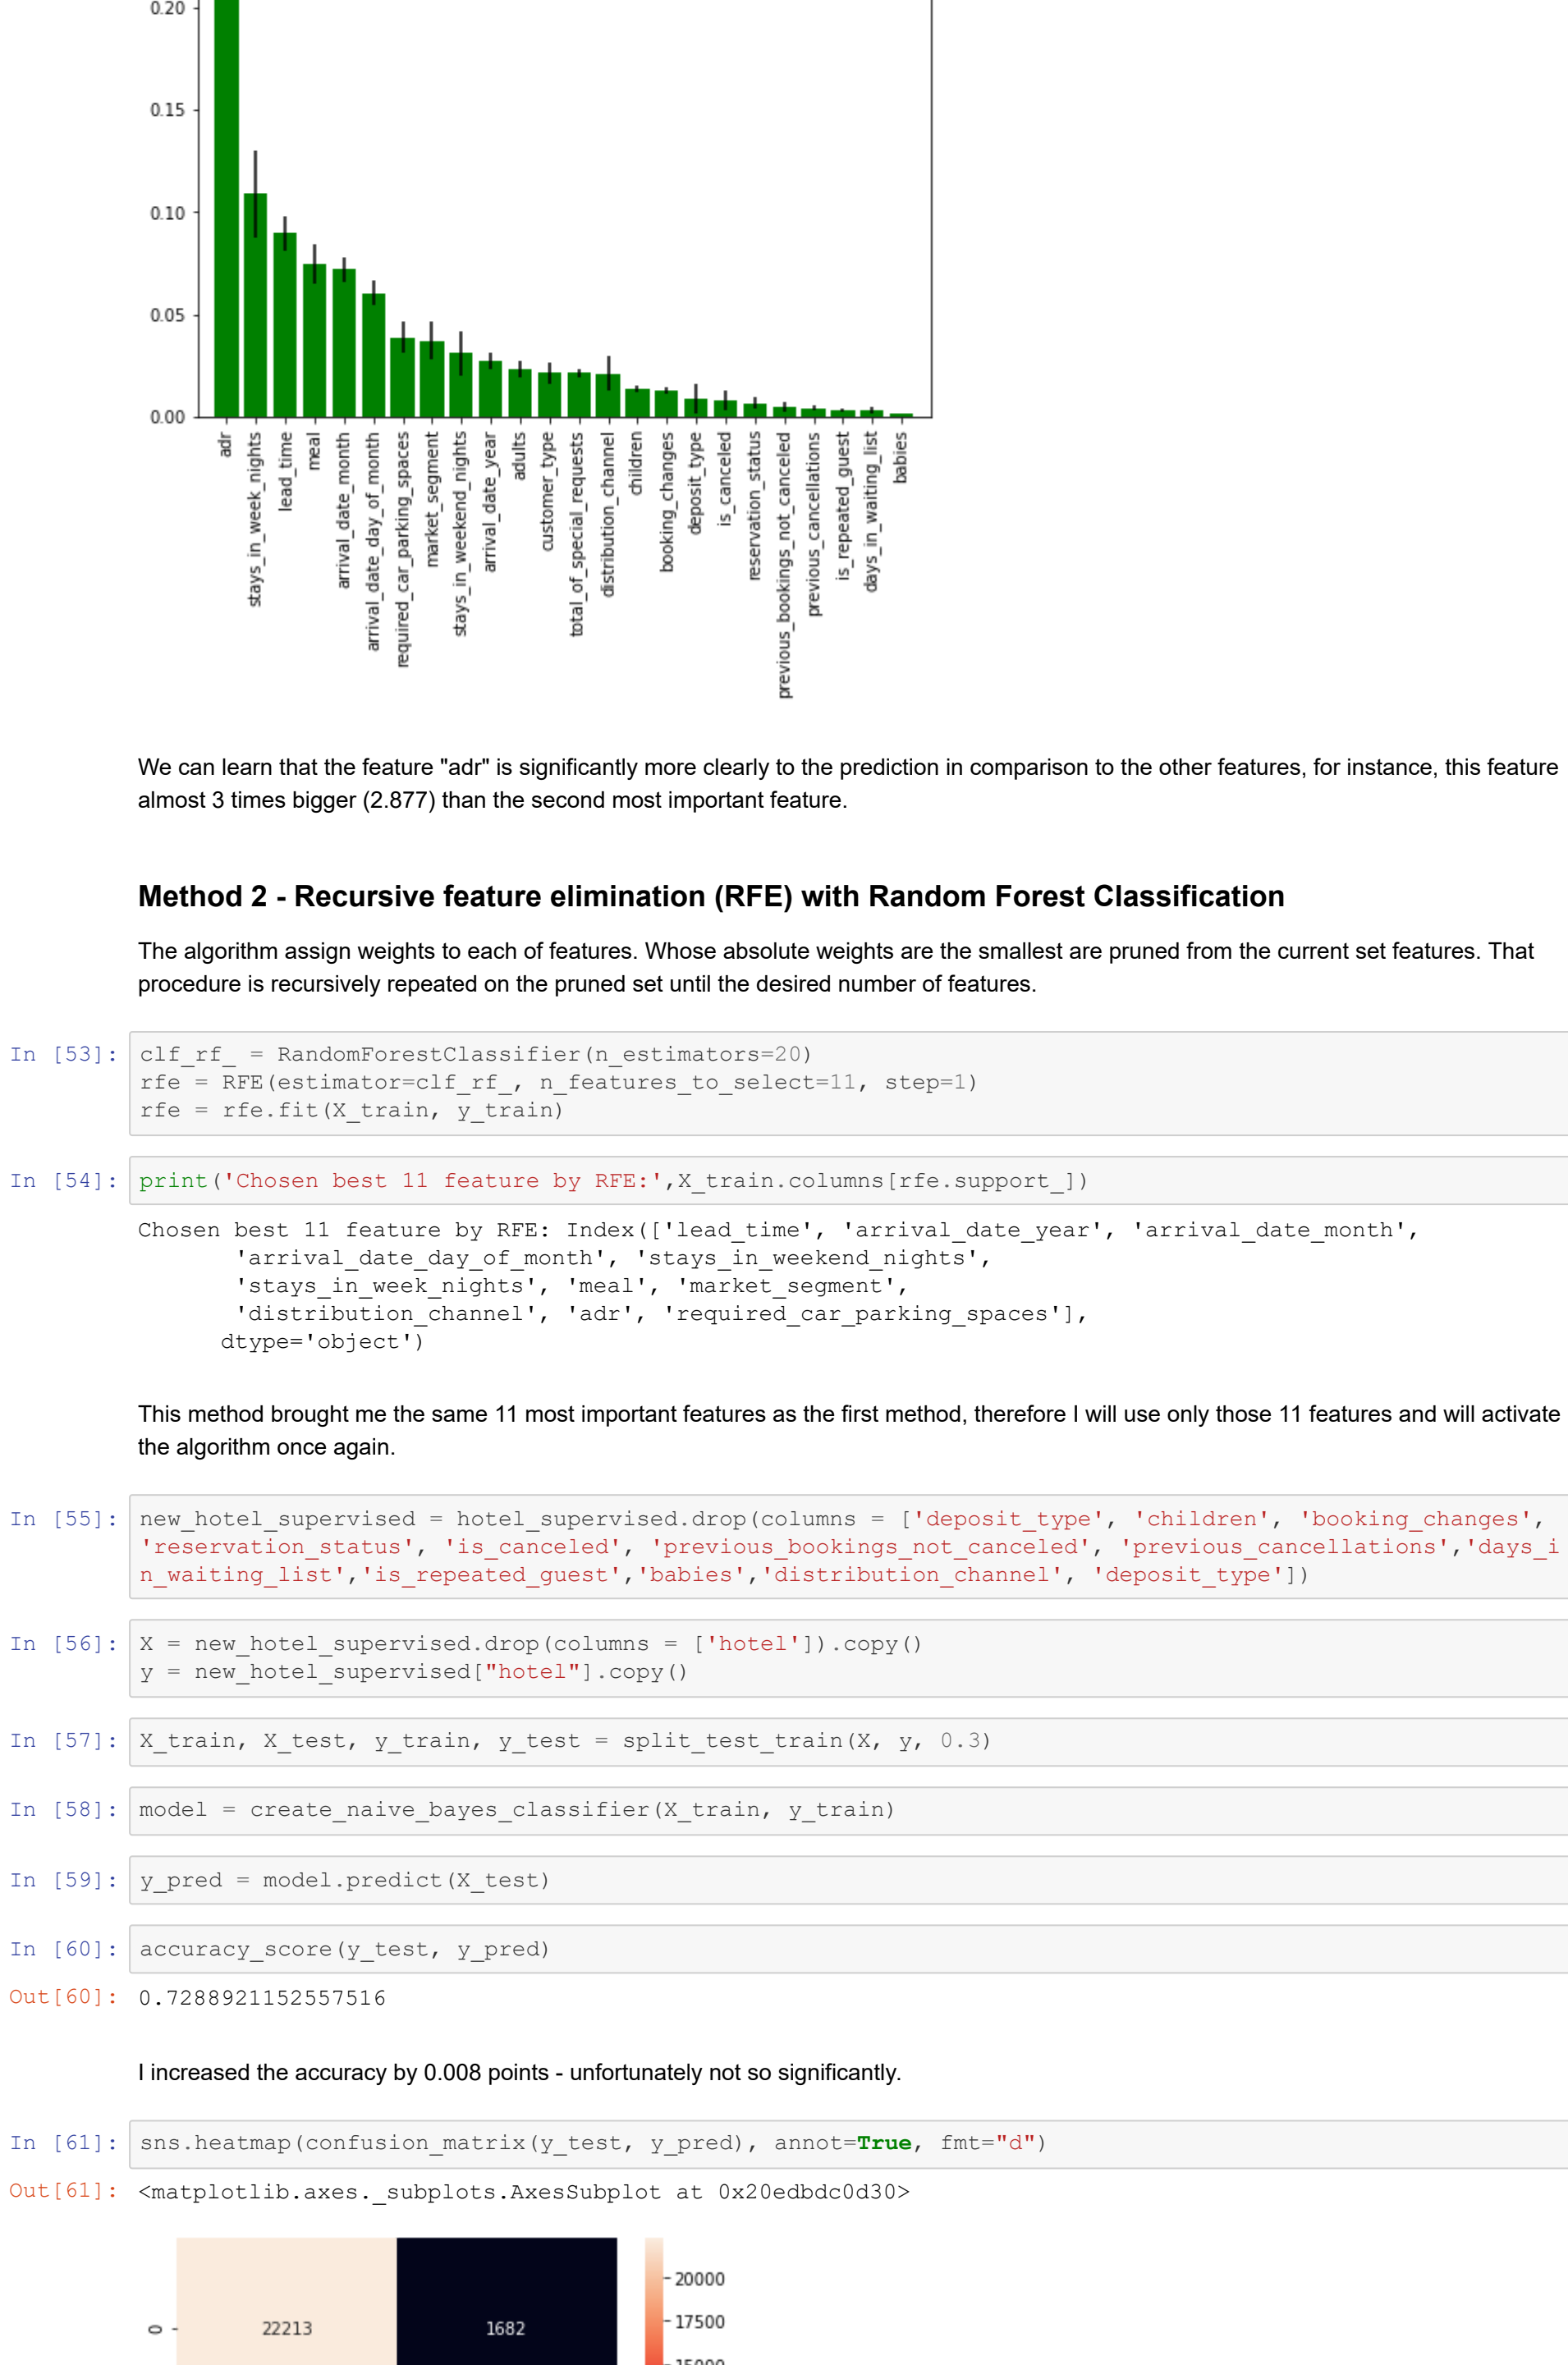 0.20
0.15
0.10
0.05
0.00
adr
stays_in_week_nights
lead_time
meal
arrival_date_month
arrival_date_day_of_month
required_car_parking_spaces
market_segment
stays_in_weekend_nights
arrival_date_year
adults
customer_type
total_of_special_requests
distribution_channel
children
booking_changes
deposit_type
is_canceled
reservation_status
previous_bookings_not_canceled
previous_cancellations
is_repeated_guest
days_in_waiting_list
babies
We can learn that the feature "adr" is significantly more clearly to the prediction in comparison to the other features, for instance, this feature
almost 3 times bigger (2.877) than the second most important feature.
Method 2 - Recursive feature elimination (RFE) with Random Forest Classification
The algorithm assign weights to each of features. Whose absolute weights are the smallest are pruned from the current set features. That
procedure is recursively repeated on the pruned set until the desired number of features.
In [53]: clf_rf_ = RandomForestClassifier(n_estimators=20)
rfe = RFE(estimator=clf_rf_, n_features_to_select=11, step=1)
rfe = rfe.fit(X_train, y_train)
In [54]: print('Chosen best 11 feature by RFE:',X_train.columns[rfe.support_])
Chosen best 11 feature by RFE: Index(['lead_time', 'arrival_date_year', 'arrival_date_month',
'arrival_date_day_of_month', 'stays_in_weekend_nights',
'stays_in_week_nights', 'meal', 'market_segment',
'distribution_channel', 'adr', 'required_car_parking_spaces'],
dtype='object')
This method brought me the same 11 most important features as the first method, therefore I will use only those 11 features and will activate
the algorithm once again.
In [55]: new_hotel_supervised = hotel_supervised.drop(columns = ['deposit_type', 'children', 'booking_changes',
'reservation_status', 'is_canceled', 'previous_bookings_not_canceled', 'previous_cancellations','days_i
n_waiting_list','is_repeated_guest','babies','distribution_channel', 'deposit_type'])
In [56]: X = new_hotel_supervised.drop(columns = ['hotel']).copy()
y = new_hotel_supervised["hotel"].copy()
In [57]: X_train, X_test, y_train, y_test = split_test_train(X, y, 0.3)
In [58]: model = create_naive_bayes_classifier(X_train, y_train)
In [59]: y_pred = model.predict(X_test)
In [60]: accuracy_score(y_test, y_pred)
Out[60]: 0.7288921152557516
I increased the accuracy by 0.008 points - unfortunately not so significantly.
In [61]: sns.heatmap(confusion_matrix(y_test, y_pred), annot=True, fmt="d")
Out[61]: <matplotlib.axes._subplots.AxesSubplot at 0x20edbdc0d30>
20000
17500
0
22213
1682
15000